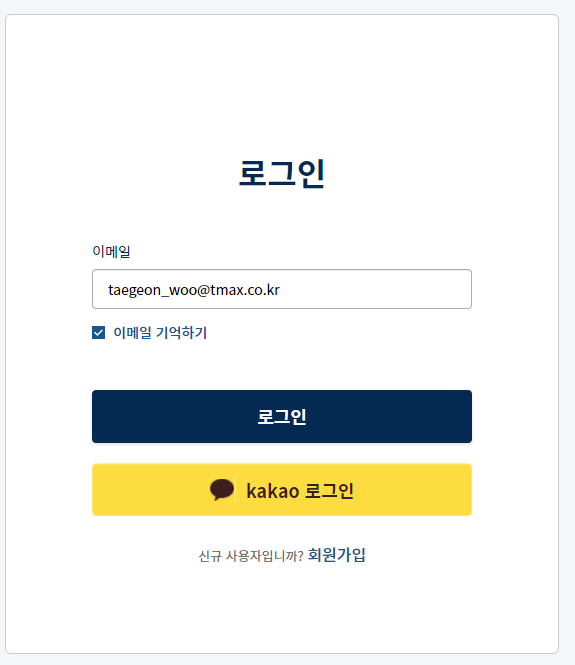 로그인
이메일
taegeon_woo@tmax.co.kr
이메일 기억하기
로그인
kakao 로그인
신규 사용자입니까? 회원가입